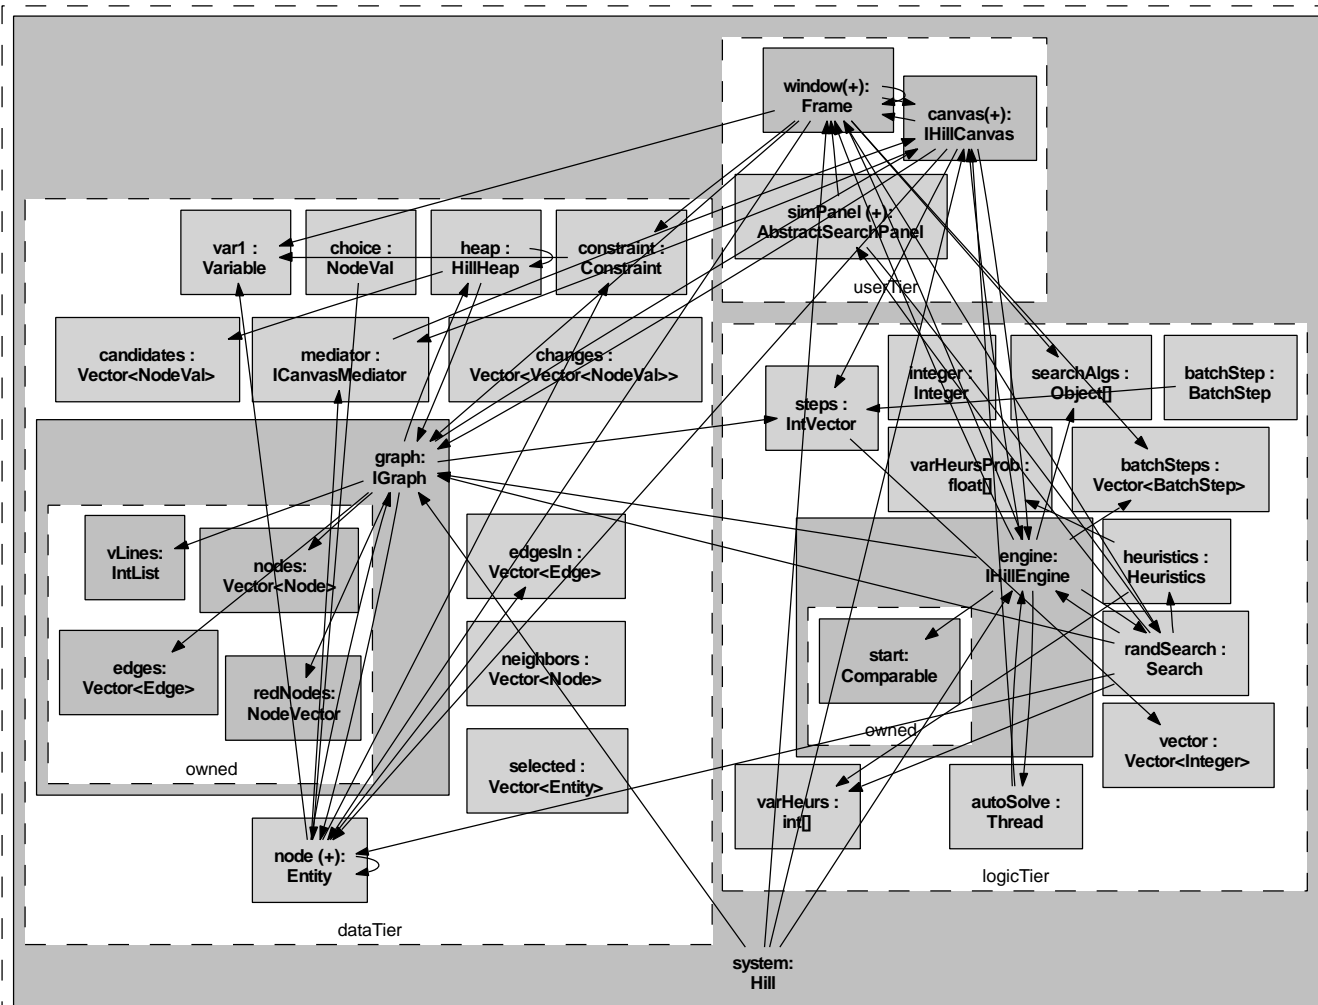 window(+):
Frame
canvas(+):
IHillCanvas
simPanel (+):
AbstractSearchPanel
userTier
var1 :
Variable
choice :
NodeVal
heap :
HillHeap
constraint :
Constraint
candidates :
Vector<NodeVal>
mediator :
ICanvasMediator
changes :
Vector<Vector<NodeVal>>
graph:
IGraph
vLines:
IntList
nodes:
Vector<Node>
edges:
Vector<Edge>
redNodes:
NodeVector
owned
edgesIn :
Vector<Edge>
neighbors :
Vector<Node>
selected :
Vector<Entity>
node (+):
Entity
dataTier
steps :
IntVector
integer :
Integer
searchAlgs :
Object[]
batchStep :
BatchStep
varHeursProb :
float[]
batchSteps :
Vector<BatchStep>
engine:
IHillEngine
heuristics :
Heuristics
start:
Comparable
owned
randSearch :
Search
vector :
Vector<Integer>
varHeurs :
int[]
autoSolve :
Thread
logicTier
system:
Hill